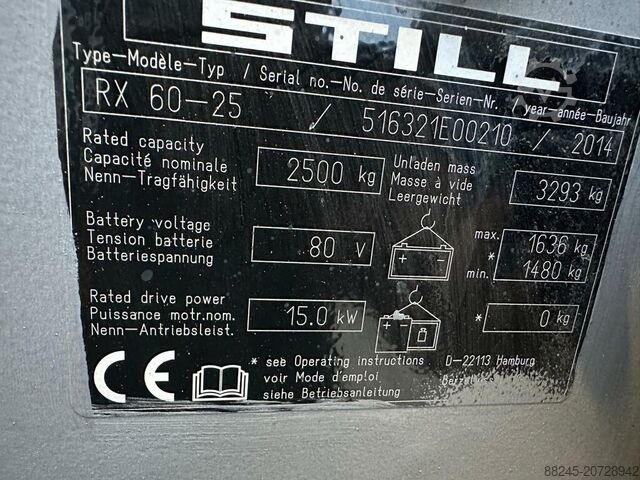 STILL
Type-Modèle-Typ / Serial no.-No. de série-Serien-Nr. / year-année-Baujahr
RX 60-25 / 516321E00210 / 2014
Rated capacity
Capacité nominale
Nenn-Tragfähigkeit
2500 kg
Unladen mass
Masse à vide
Leergewicht
3293 kg
Battery voltage
Tension batterie
Batteriespannung
80 V
max. 1636 kg
*
min. 1480 kg
Rated drive power
Puissance motr.nom.
Nenn-Antriebsleist.
15.0 kW
* 0 kg
CE
* see Operating instructions
voir Mode d'emploi
siehe Betriebsanleitung
D-22113 Hamburg
88245-20728942